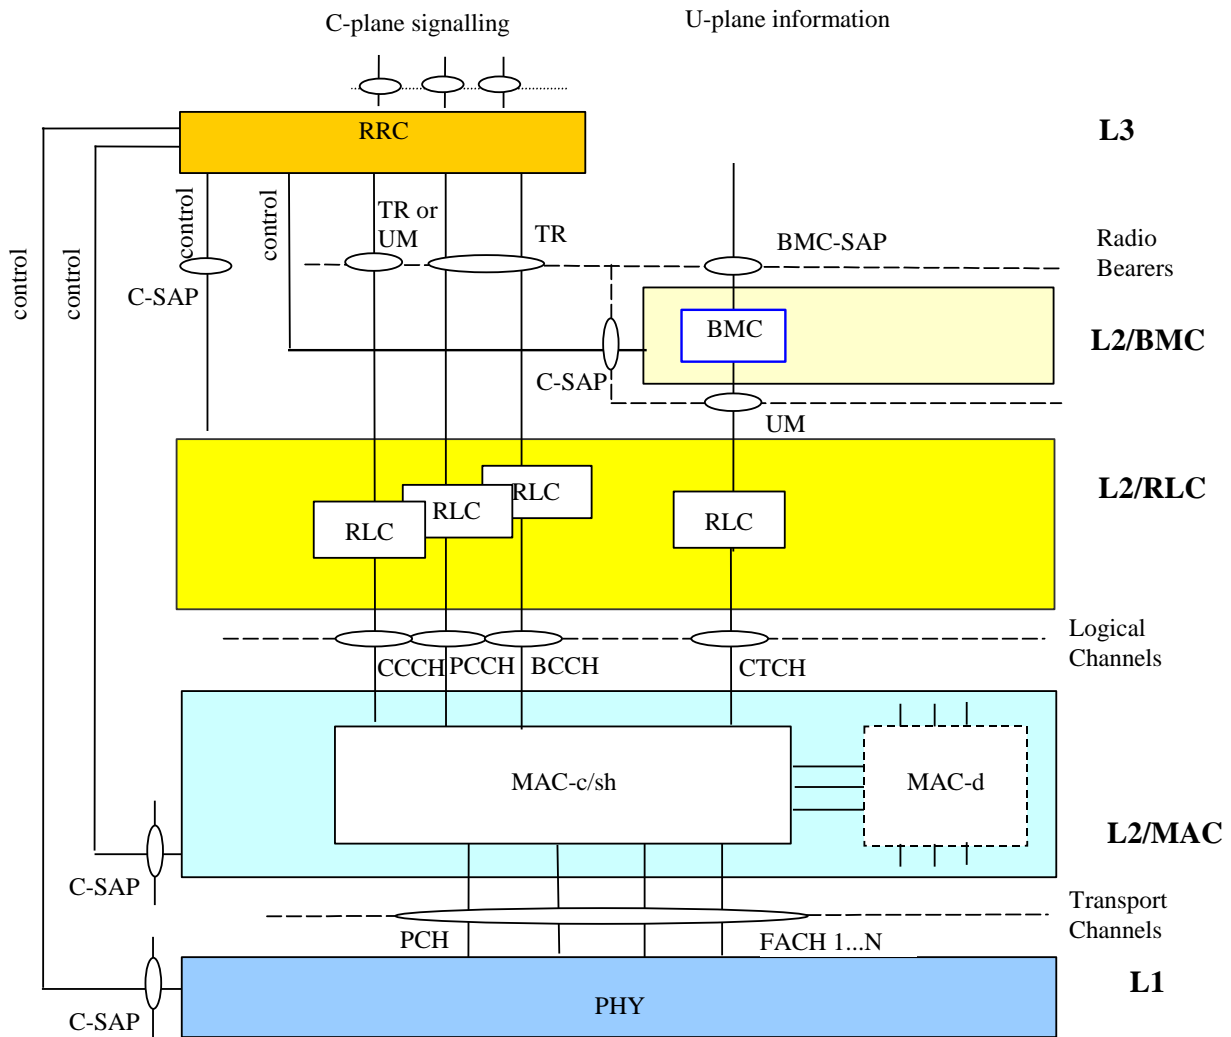 C-plane signalling
U-plane information
RRC
L3
control
control
control
control
TR or
UM
TR
BMC-SAP
Radio
Bearers
C-SAP
BMC
L2/BMC
C-SAP
UM
RLC
RLC
RLC
RLC
L2/RLC
Logical
Channels
CCCH
PCCH
BCCH
CTCH
MAC-c/sh
MAC-d
L2/MAC
C-SAP
Transport
Channels
PCH
FACH 1...N
L1
PHY
C-SAP